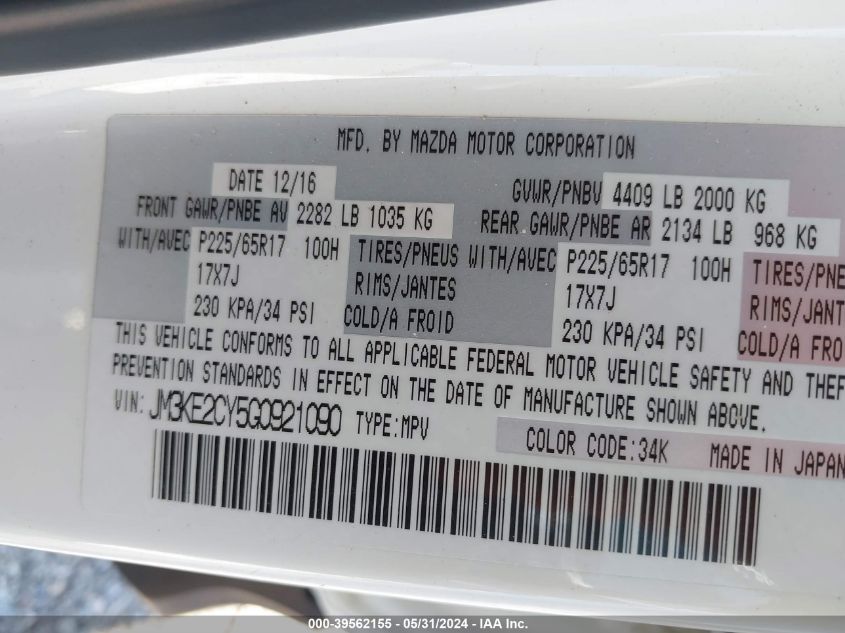 MFD. BY MAZDA MOTOR CORPORATION
DATE 12/16 GVWR/PNBV 4409 LB 2000 KG
FRONT GAWR/PNBE AV 2282 LB 1035 KG REAR GAWR/PNBE AR 2134 LB 968 KG
WITH/AVEC P225/65R17 100H TIRES/PNEUS WITH/AVEC P225/65R17 100H TIRES/PNE
17X7J RIMS/JANTES 17X7J RIMS/JANT
230 KPA/34 PSI COLD/A FROID 230 KPA/34 PSI COLD/A FRO
THIS VEHICLE CONFORMS TO ALL APPLICABLE FEDERAL MOTOR VEHICLE SAFETY AND THEF
PREVENTION STANDARDS IN EFFECT ON THE DATE OF MANUFACTURE SHOWN ABOVE.
VIN: JM3KE2CY5G0921090 TYPE:MPV
COLOR CODE:34K MADE IN JAPAN
000-39562155 - 05/31/2024 - IAA Inc.